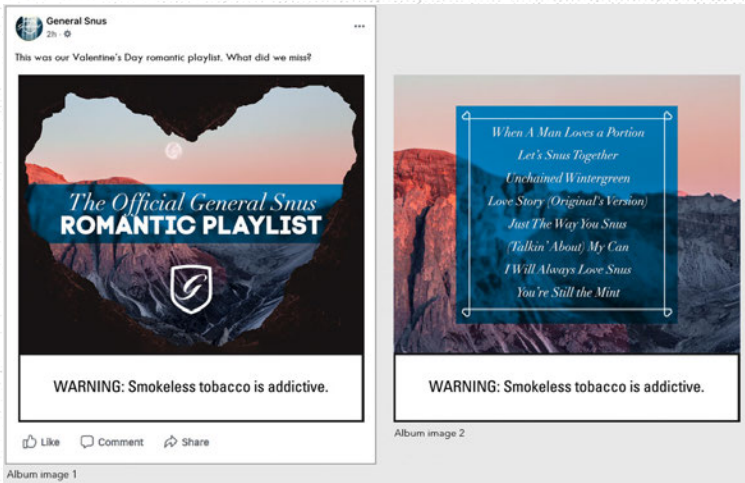 General Snus
2h
This was our Valentine's Day romantic playlist. What did we miss?
The Official General Snus
ROMANTIC PLAYLIST
G
WARNING: Smokeless tobacco is addictive.
Like Comment Share
Album image 1
When A Man Loves a Portion
Let's Snus Together
Unchained Wintergreen
Love Story (Original's Version)
Just The Way You Snus
(Talkin' About) My Can
I Will Always Love Snus
You're Still the Mint
WARNING: Smokeless tobacco is addictive.
Album image 2